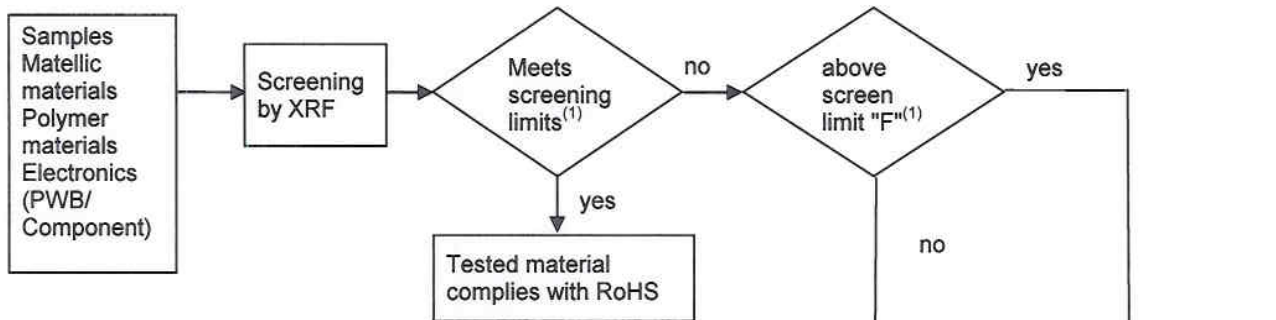 Samples
Matellic
materials
Polymer
materials
Electronics
(PWB/
Component)
Screening
by XRF
Meets
screening
limits(1)
no
above
screen
limit "F"(1)
yes
yes
no
Tested material
complies with RoHS